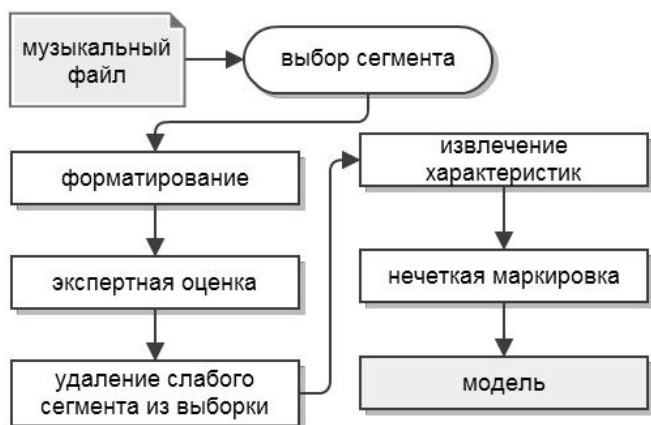 музыкальный
файл
выбор сегмента
форматирование
экспертная оценка
удаление слабого
сегмента из выборки
извлечение
характеристик
нечеткая маркировка
модель